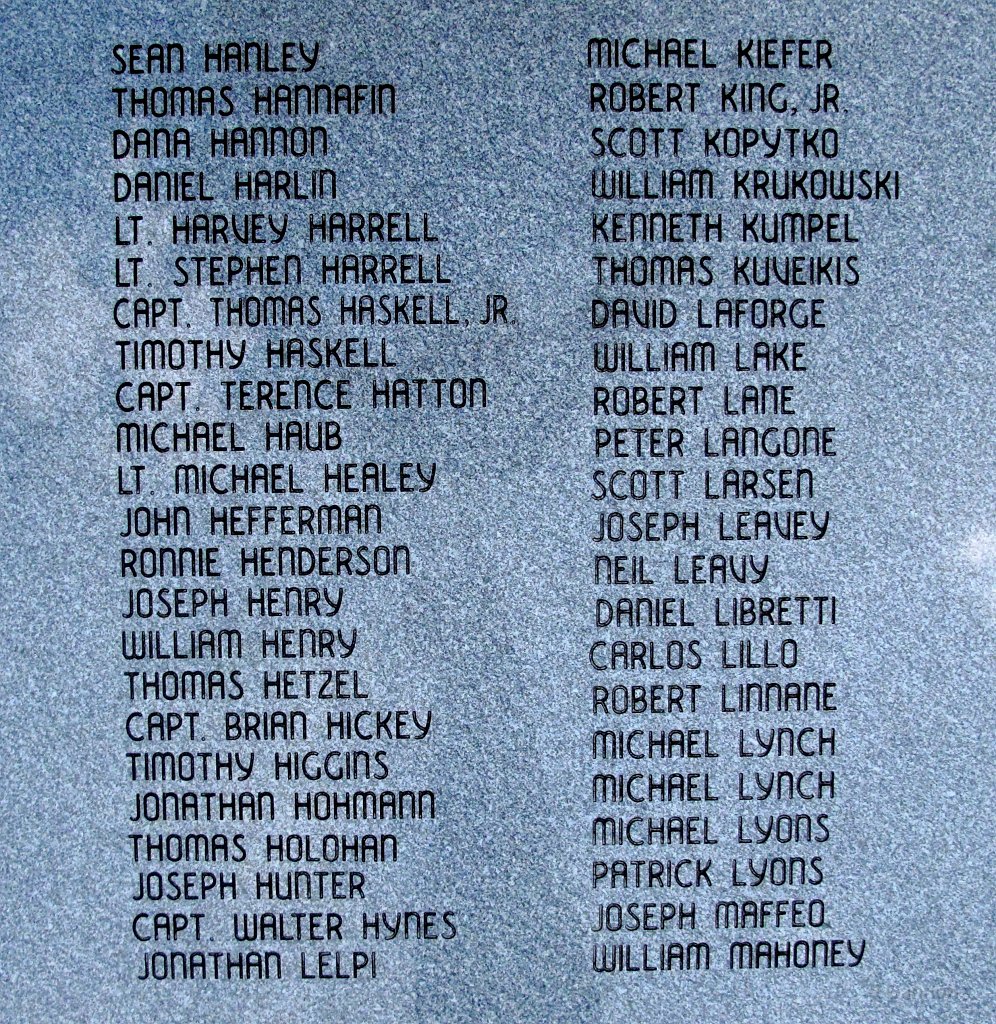 SEAN HANLEY
THOMAS HANNAFIN
DANA HANNON
DANIEL HARLIN
LT. HARVEY HARRELL
LT. STEPHEN HARRELL
CAPT. THOMAS HASKELL, JR.
TIMOTHY HASKELL
CAPT. TERENCE HATTON
MICHAEL HAUB
LT. MICHAEL HEALEY
JOHN HEFFERMAN
RONNIE HENDERSON
JOSEPH HENRY
WILLIAM HENRY
THOMAS HETZEL
CAPT. BRIAN HICKEY
TIMOTHY HIGGINS
JONATHAN HOHMANN
THOMAS HOLOHAN
JOSEPH HUNTER
CAPT. WALTER HYNES
JONATHAN LELPI
MICHAEL KIEFER
ROBERT KING, JR.
SCOTT KOPYTKO
WILLIAM KRUKOWSKI
KENNETH KUMPEL
THOMAS KUVEIKIS
DAVID LAFORGE
WILLIAM LAKE
ROBERT LANE
PETER LANGONE
SCOTT LARSEN
JOSEPH LEAVEY
NEIL LEAVY
DANIEL LIBRETTI
CARLOS LILLO
ROBERT LINNANE
MICHAEL LYNCH
MICHAEL LYNCH
MICHAEL LYONS
PATRICK LYONS
JOSEPH MAFFEO
WILLIAM MAHONEY